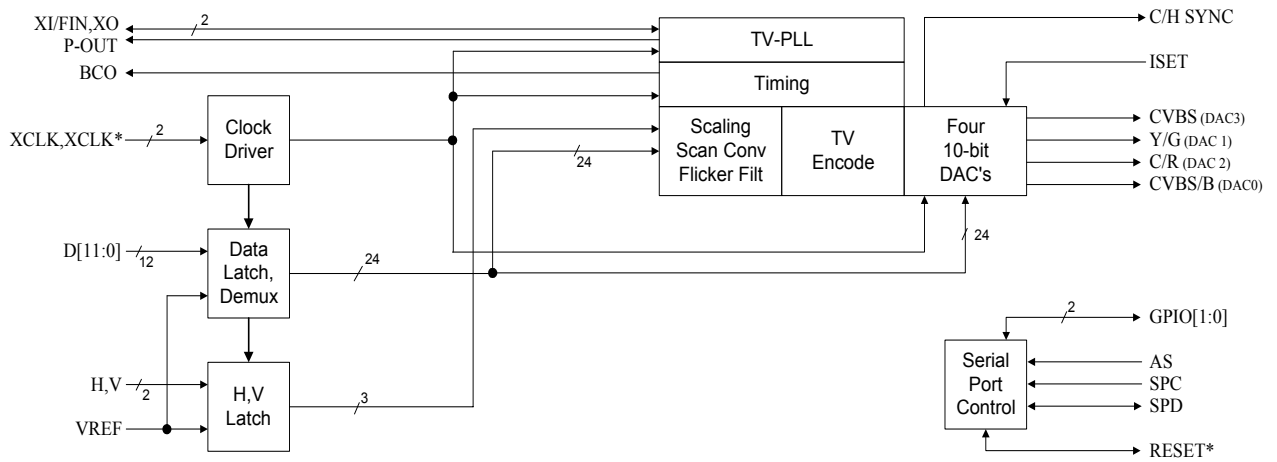 XI/FIN,XO
2
P-OUT
BCO
TV-PLL
Timing
C/H SYNC
ISET
XCLK,XCLK*
2
Clock
Driver
Scaling
Scan Conv
Flicker Filt
TV
Encode
Four
10-bit
DAC's
24
CVBS (DAC3)
Y/G (DAC 1)
C/R (DAC 2)
CVBS/B (DAC0)
D[11:0]
12
Data
Latch,
Demux
24
24
H,V
2
VREF
H,V
Latch
3
Serial
Port
Control
2
GPIO[1:0]
AS
SPC
SPD
RESET*